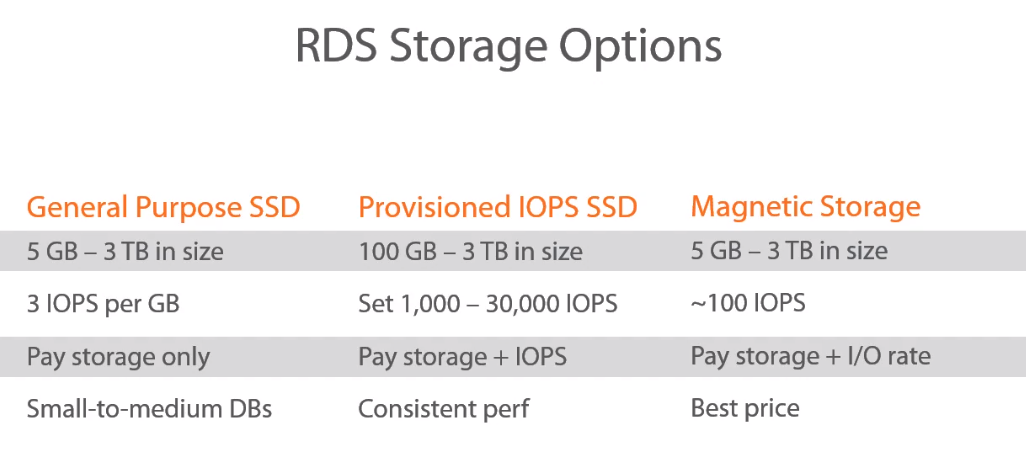 RDS Storage Options
General Purpose SSD Provisioned IOPS SSD Magnetic Storage
5 GB – 3 TB in size 100 GB – 3 TB in size 5 GB – 3 TB in size
3 IOPS per GB Set 1,000 – 30,000 IOPS ~100 IOPS
Pay storage only Pay storage + IOPS Pay storage + I/O rate
Small-to-medium DBs Consistent perf Best price